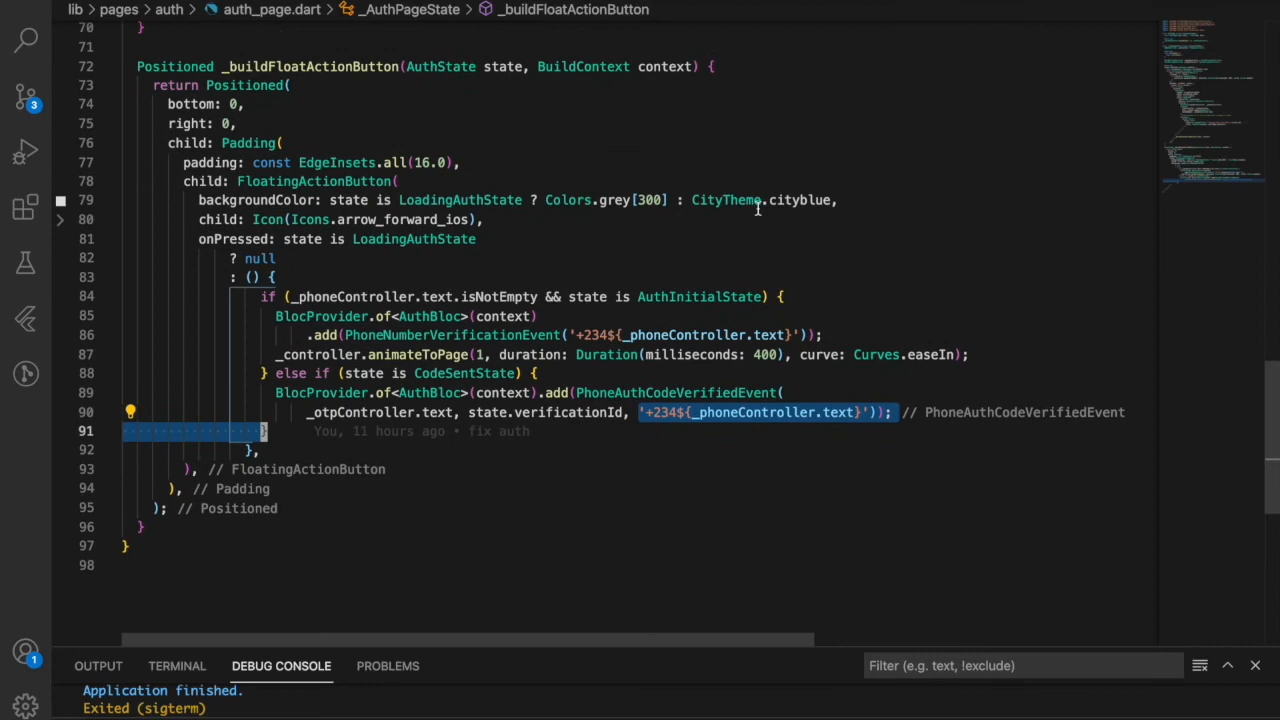 lib > pages > auth > auth_page.dart > _AuthPageState > _buildFloatActionButton
70 }
71
72 Positioned _buildFloatActionButton(AuthState state, BuildContext context) {
73 return Positioned(
74 bottom: 0,
75 right: 0,
76 child: Padding(
77 padding: const EdgeInsets.all(16.0),
78 child: FloatingActionButton(
79 backgroundColor: state is LoadingAuthState ? Colors.grey[300] : CityTheme.cityblue,
80 child: Icon(Icons.arrow_forward_ios),
81 onPressed: state is LoadingAuthState
82 ? null
83 : () {
84 if (_phoneController.text.isNotEmpty && state is AuthInitialState) {
85 BlocProvider.of<AuthBloc>(context)
86 .add(PhoneNumberVerificationEvent('+234${_phoneController.text}'));
87 _controller.animateToPage(1, duration: Duration(milliseconds: 400), curve: Curves.easeIn);
88 } else if (state is CodeSentState) {
89 BlocProvider.of<AuthBloc>(context).add(PhoneAuthCodeVerifiedEvent(
90 _otpController.text, state.verificationId, '+234${_phoneController.text}')); // PhoneAuthCodeVerifiedEvent
91 } You, 11 hours ago • fix auth
92 },
93 ), // FloatingActionButton
94 ), // Padding
95 ); // Positioned
96 }
97 }
98
3
1
OUTPUT TERMINAL DEBUG CONSOLE PROBLEMS Filter (e.g. text, !exclude)
Application finished.
Exited (sigterm)